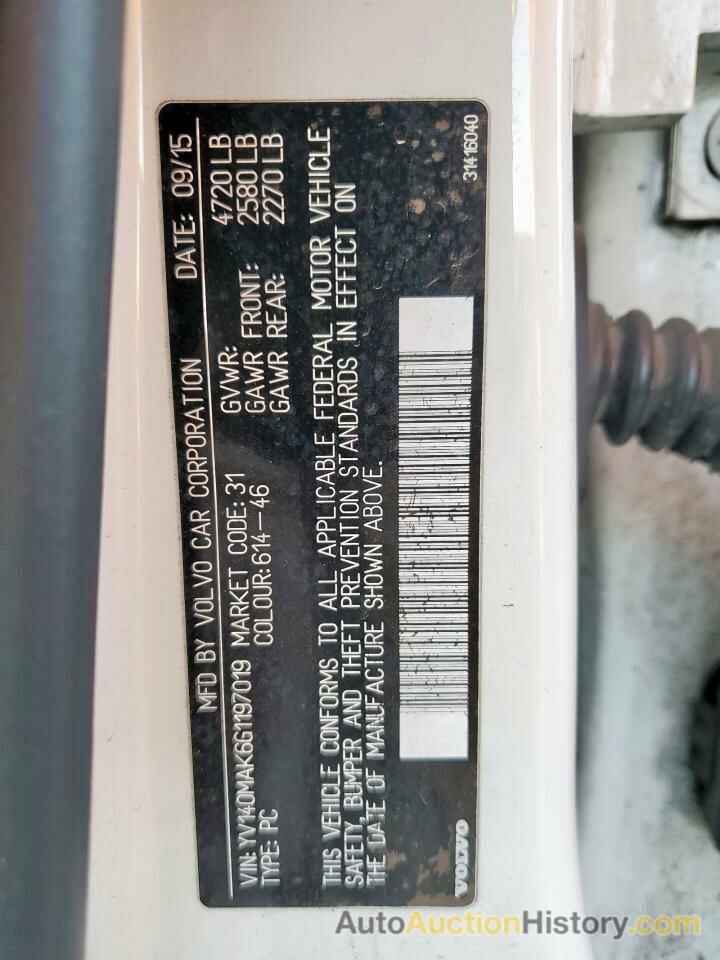 MFD BY VOLVO CAR CORPORATION DATE: 09/15
VIN: YV140MAK6G1197019 MARKET CODE: 31 GVWR: 4720 LB
TYPE: PC COLOUR: 614-46 GAWR FRONT: 2580 LB
GAWR REAR: 2270 LB
THIS VEHICLE CONFORMS TO ALL APPLICABLE FEDERAL MOTOR VEHICLE
SAFETY, BUMPER AND THEFT PREVENTION STANDARDS IN EFFECT ON
THE DATE OF MANUFACTURE SHOWN ABOVE.
VOLVO
31416040
AutoAuctionHistory.com